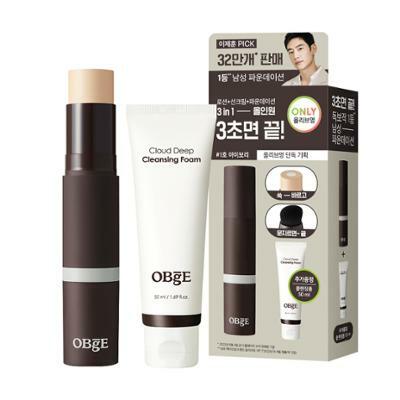 OBgE
Cloud Deep
Cleansing Foam
OBgE
50 ml / 1.69 fl.oz.
이제훈 PICK
32만개* 판매
1등* 남성 파운데이션
로션+선크림+파운데이션
3 in 1 올인원
3초면 끝!
ONLY
올리브영
#1호 아이보리
올리브영 단독 기획
쓱 바르고
문지르면 끝
Cloud Deep
Cleansing Foam
OBgE
추가증정
클렌징폼
50 ml
OBgE
3초면 끝!
남성
파운데이션